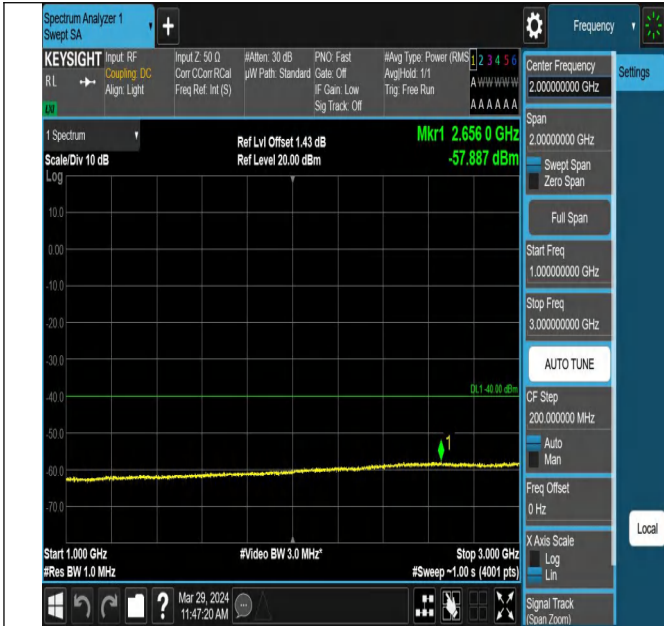 Spectrum Analyzer 1
Swept SA
+
Frequency
KEYSIGHT
RL
LXI
Input: RF
Coupling: DC
Align: Light
Input Z: 50 Ω
Corr CCorr RCal
Freq Ref: Int (S)
#Atten: 30 dB
µW Path: Standard
PNO: Fast
Gate: Off
IF Gain: Low
Sig Track: Off
#Avg Type: Power (RMS
Avg|Hold: 1/1
Trig: Free Run
1 2 3 4 5 6
A W W W W W
A A A A A A
1 Spectrum
Scale/Div 10 dB
Log
Ref Lvl Offset 1.43 dB
Ref Level 20.00 dBm
Mkr1 2.656 0 GHz
-57.887 dBm
10.0
0.00
-10.0
-20.0
-30.0
-40.0
-50.0
-60.0
-70.0
DL1 -40.00 dBm
1
Start 1.000 GHz
#Res BW 1.0 MHz
#Video BW 3.0 MHz*
Stop 3.000 GHz
#Sweep ~1.00 s (4001 pts)
Center Frequency
2.000000000 GHz
Settings
Span
2.00000000 GHz
Swept Span
Zero Span
Full Span
Start Freq
1.000000000 GHz
Stop Freq
3.000000000 GHz
AUTO TUNE
CF Step
200.000000 MHz
Auto
Man
Freq Offset
0 Hz
X Axis Scale
Log
Lin
Local
Signal Track
(Span Zoom)
?
Mar 29, 2024
11:47:20 AM